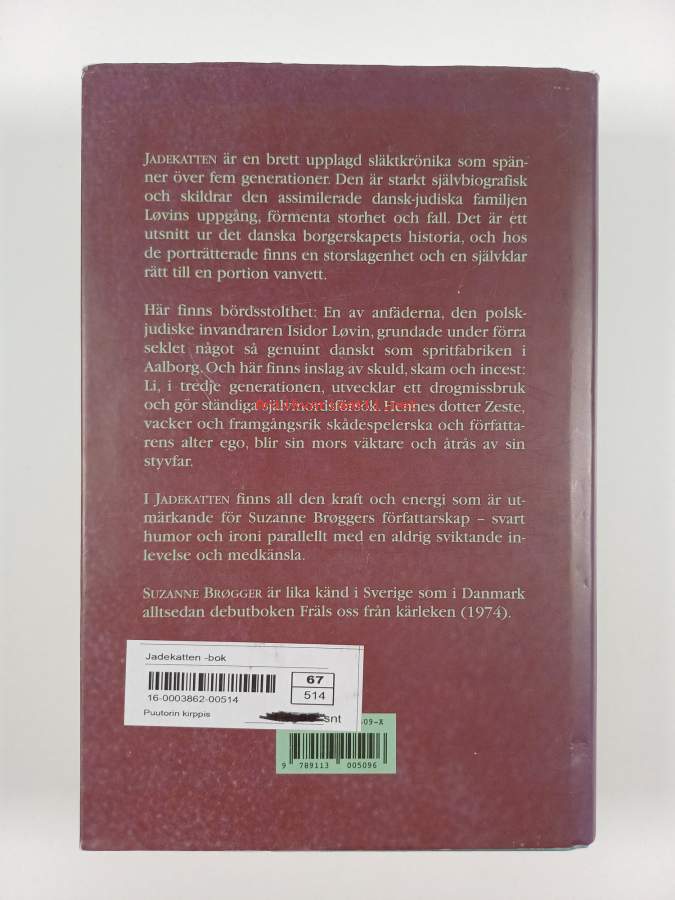 JADEKATTEN är en brett upplagd släktkrönika som spän-
ner över fem generationer. Den är starkt självbiografisk
och skildrar den assimilerade dansk-judiska familjen
Løvins uppgång, förmenta storhet och fall. Det är ett
utsnitt ur det danska borgerskapets historia, och hos
de porträtterade finns en storslagenhet och en självklar
rätt till en portion vanvett.
Här finns bördsstolthet: En av anfäderna, den polsk-
judiske invandraren Isidor Løvin, grundade under förra
seklet något så genuint danskt som spritfabriken i
Aalborg. Och här finns inslag av skuld, skam och incest:
Li, i tredje generationen, utvecklar ett drogmissbruk
och gör ständiga självmordsförsök. Hennes dotter Zeste,
vacker och framgångsrik skådespelerska och författa-
rens alter ego, blir sin mors väktare och åtrås av sin
styvfar.
I JADEKATTEN finns all den kraft och energi som är ut-
märkande för Suzanne Brøggers författarskap – svart
humor och ironi parallellt med en aldrig sviktande in-
levelse och medkänsla.
SUZANNE BRØGGER är lika känd i Sverige som i Danmark
alltsedan debutboken Fräls oss från kärleken (1974).
Jadekatten -bok
67
514
16-0003862-00514
Puutorin kirppis
snt
09-X
9 789113 005096